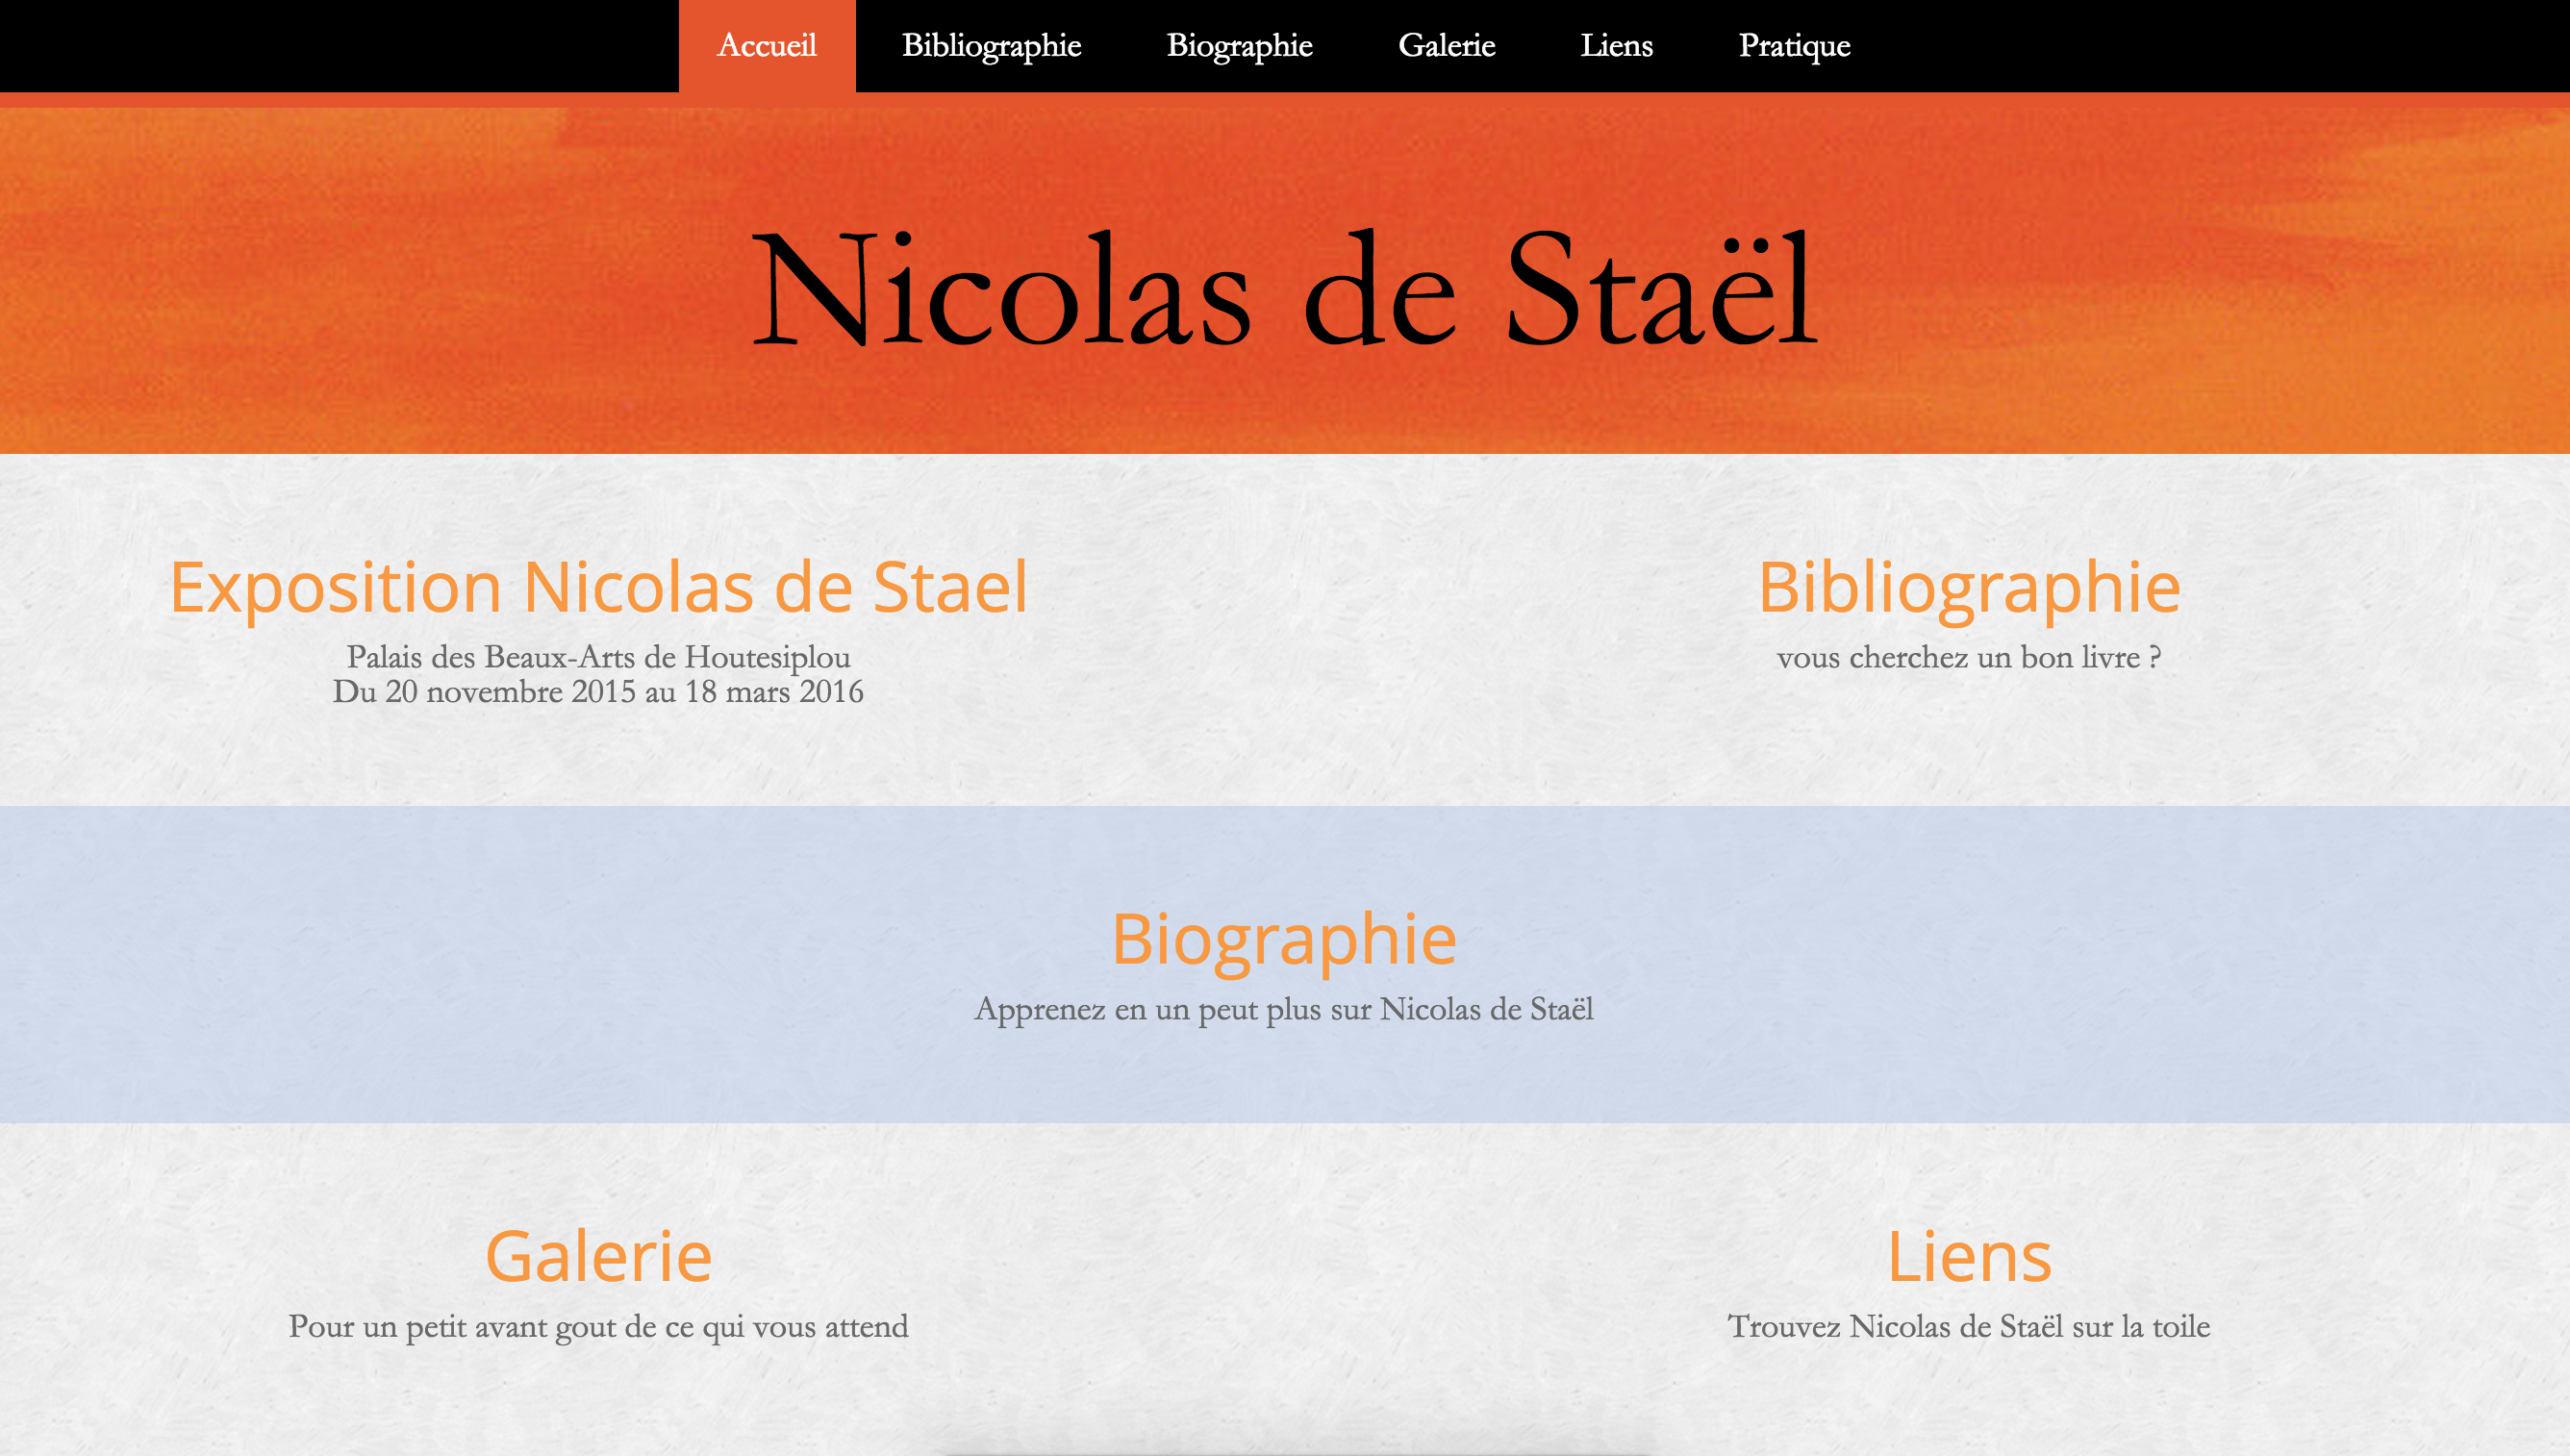 Accueil Bibliographie Biographie Galerie Liens Pratique
Nicolas de Staël
Exposition Nicolas de Stael
Palais des Beaux-Arts de Houtesiplou
Du 20 novembre 2015 au 18 mars 2016
Bibliographie
vous cherchez un bon livre ?
Biographie
Apprenez en un peut plus sur Nicolas de Staël
Galerie
Pour un petit avant gout de ce qui vous attend
Liens
Trouvez Nicolas de Staël sur la toile